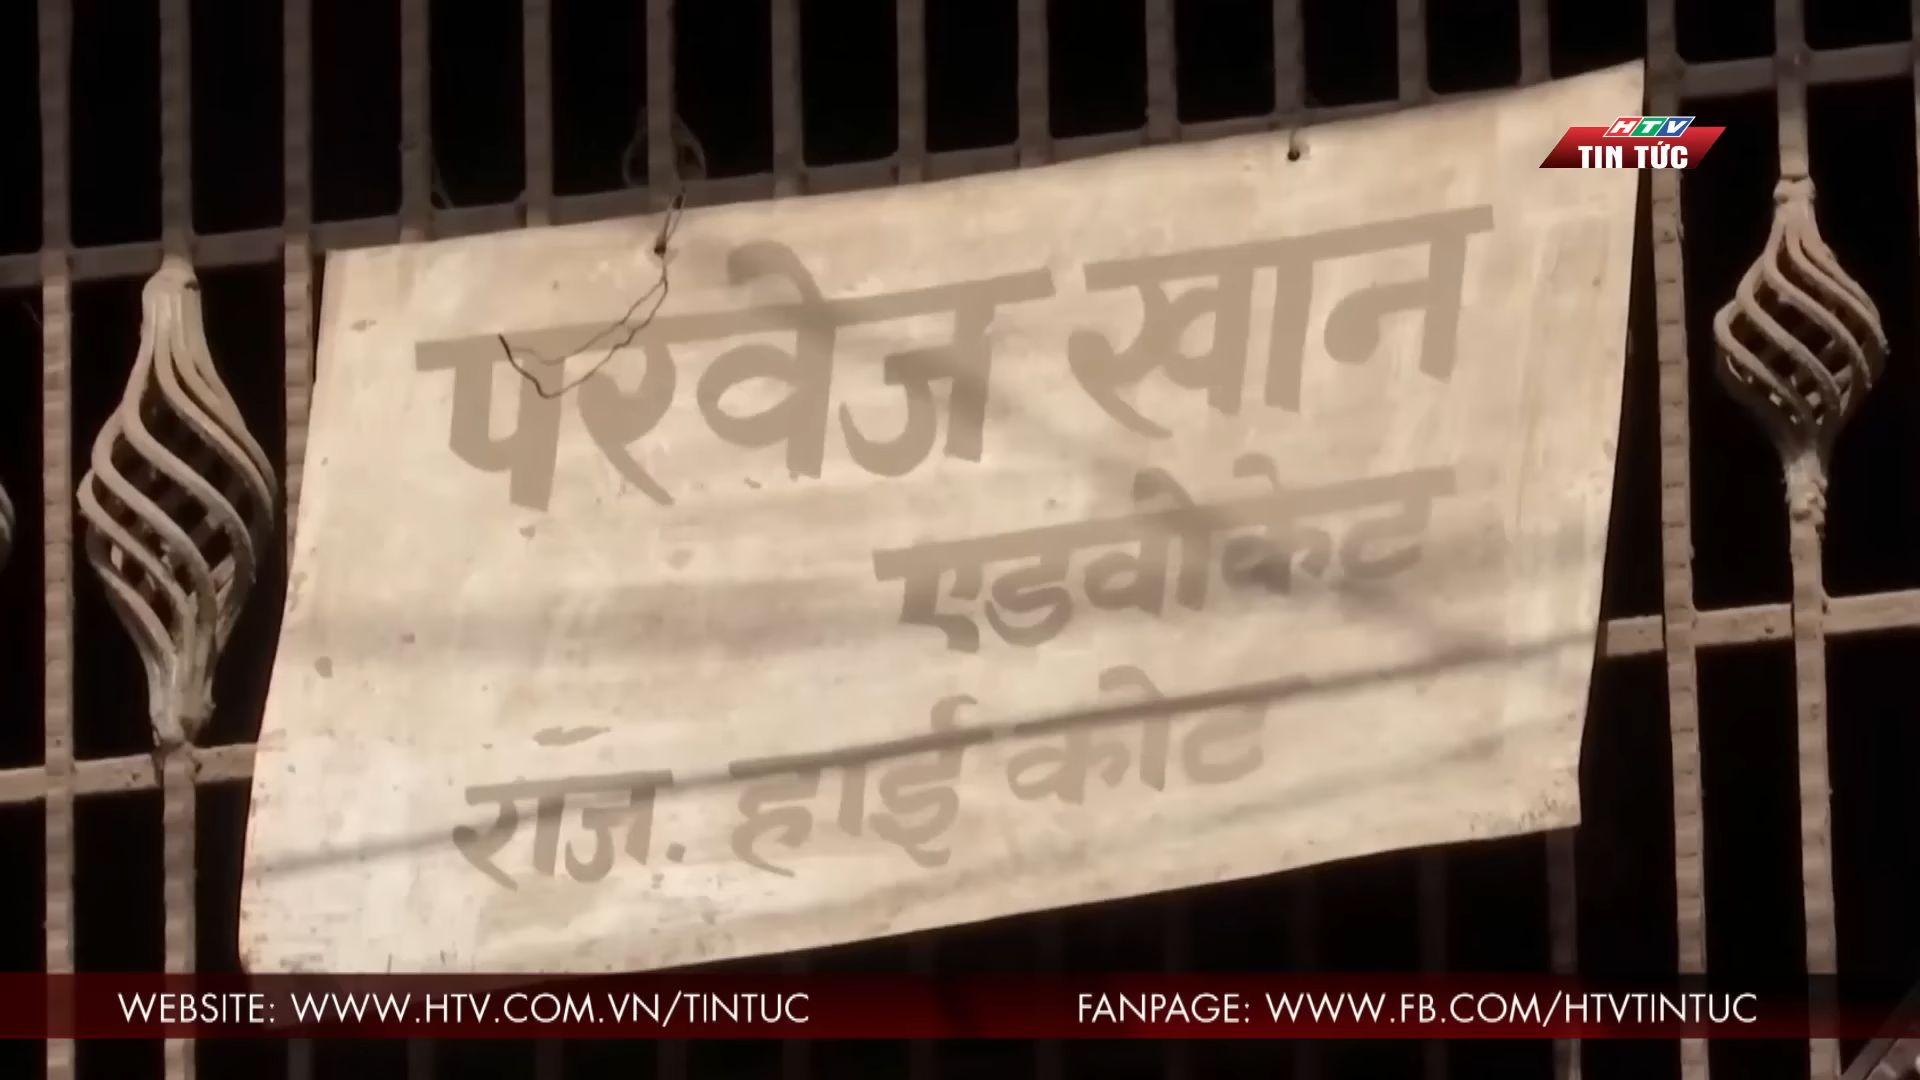 HTV
TIN TỨC
परवेज खान
एडवोकेट
राज. हाई कोर्ट
WEBSITE: WWW.HTV.COM.VN/TINTUC
FANPAGE: WWW.FB.COM/HTVTINTUC